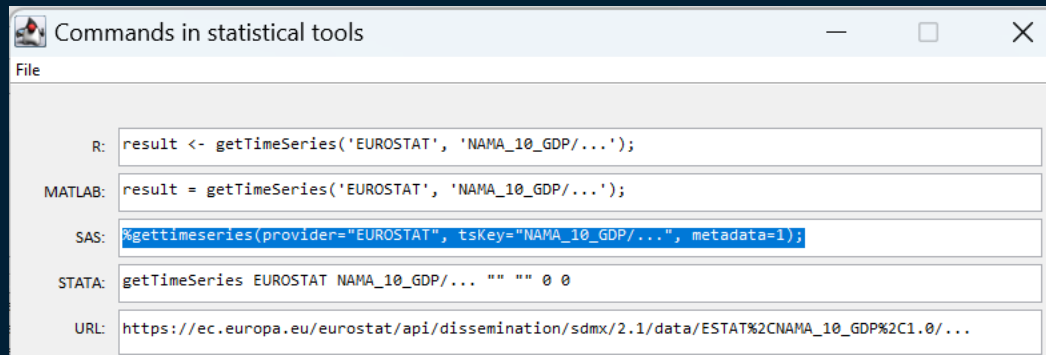 Commands in statistical tools
File
R: result <- getTimeSeries('EUROSTAT', 'NAMA_10_GDP/...');
MATLAB: result = getTimeSeries('EUROSTAT', 'NAMA_10_GDP/...');
SAS: %gettimeseries(provider="EUROSTAT", tsKey="NAMA_10_GDP/...", metadata=1);
STATA: getTimeSeries EUROSTAT NAMA_10_GDP/... "" "" 0 0
URL: https://ec.europa.eu/eurostat/api/dissemination/sdmx/2.1/data/ESTAT%2CNAMA_10_GDP%2C1.0/...